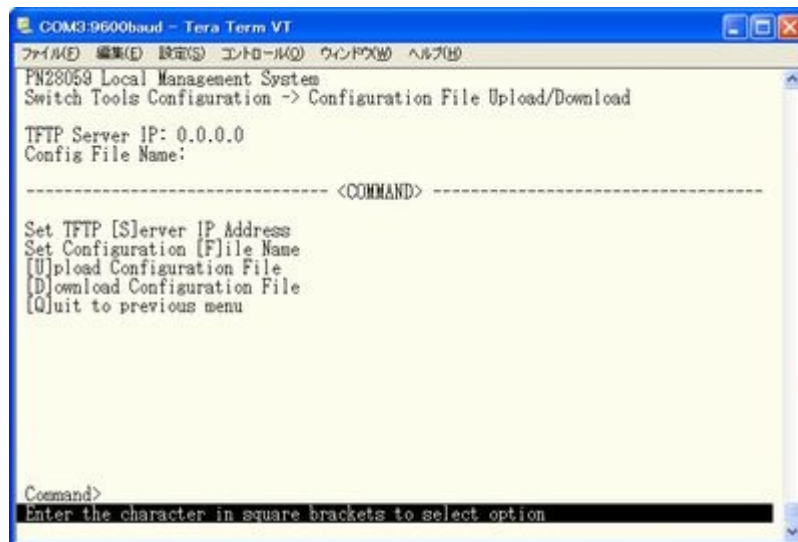 COM3:9600baud - Tera Term VT
ファイル(F) 編集(E) 設定(S) コントロール(O) ウィンドウ(W) ヘルプ(H)
PN28059 Local Management System
Switch Tools Configuration -> Configuration File Upload/Download
TFTP Server IP: 0.0.0.0
Config File Name:
-------------------------------- <COMMAND> -----------------------------------
Set TFTP [S]erver IP Address
Set Configuration [F]ile Name
[U]pload Configuration File
[D]ownload Configuration File
[Q]uit to previous menu
Command>
Enter the character in square brackets to select option